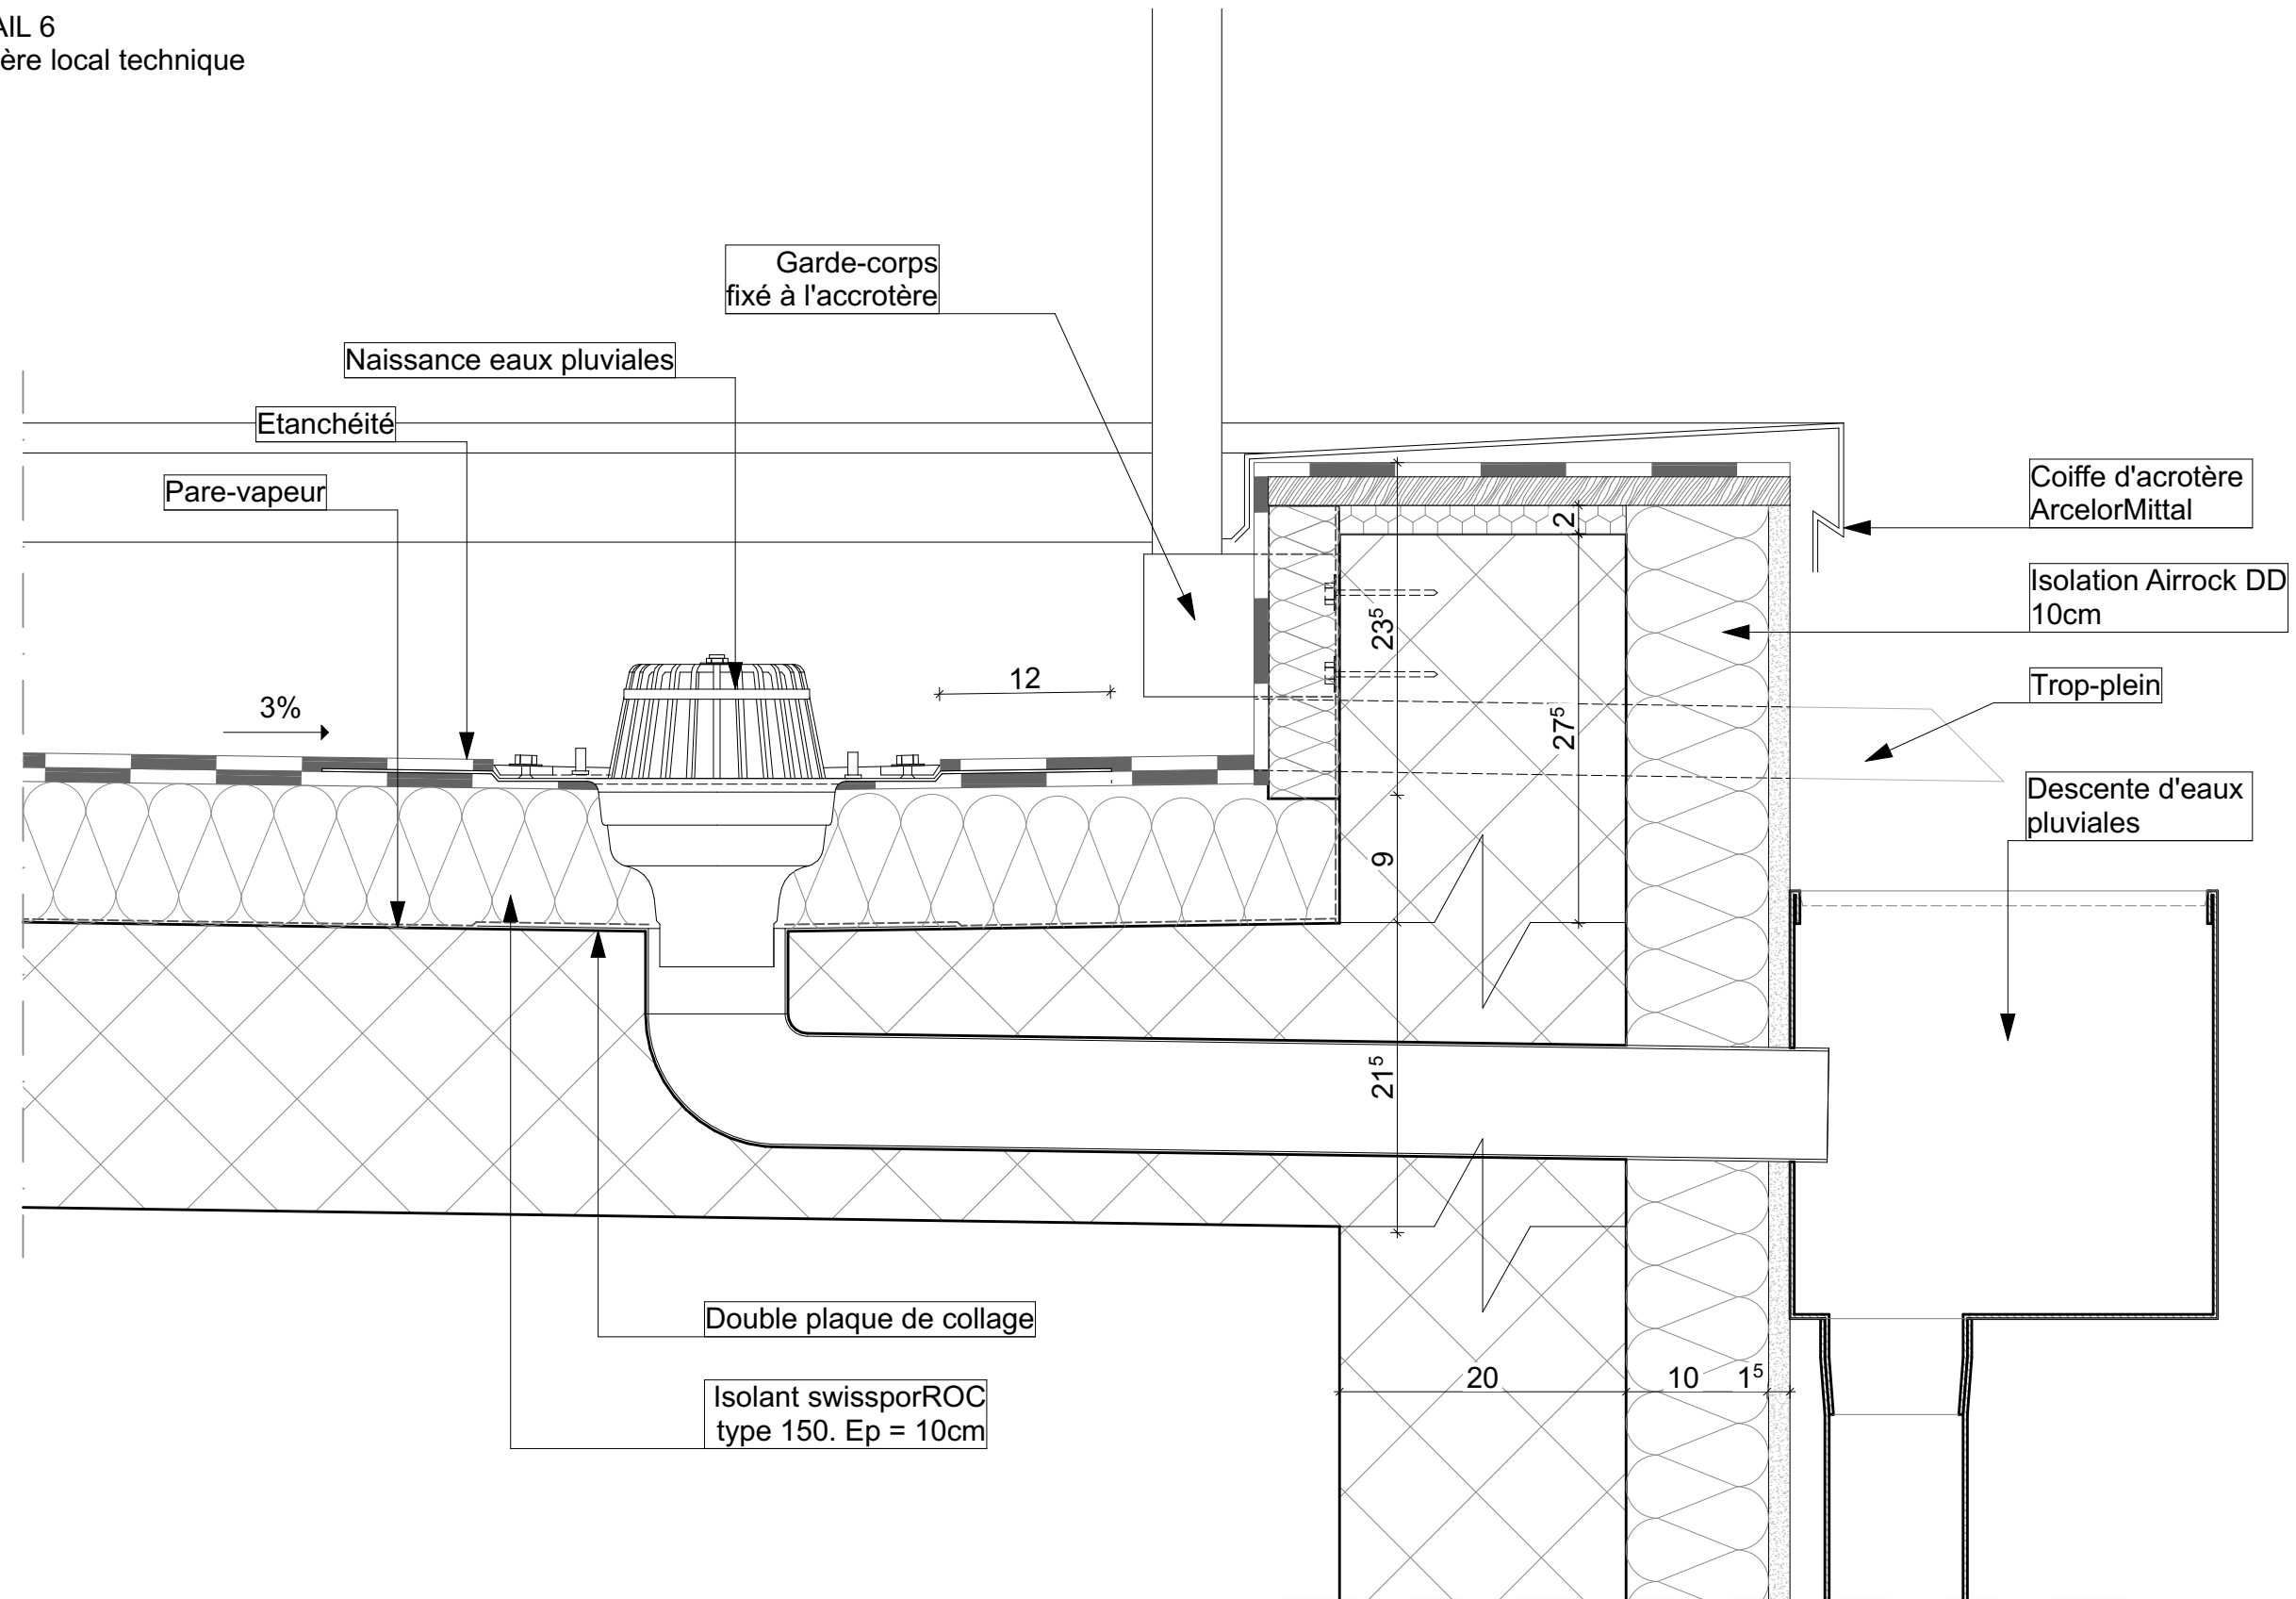 AIL 6
ère local technique
Garde-corps
fixé à l'accrotère
Naissance eaux pluviales
Etanchéité
Pare-vapeur
Coiffe d'acrotère
ArcelorMittal
2
Isolation Airrock DD
10cm
23⁵
12
Trop-plein
3%
27⁵
Descente d'eaux
pluviales
9
21⁵
Double plaque de collage
20
10
1⁵
Isolant swissporROC
type 150. Ep = 10cm